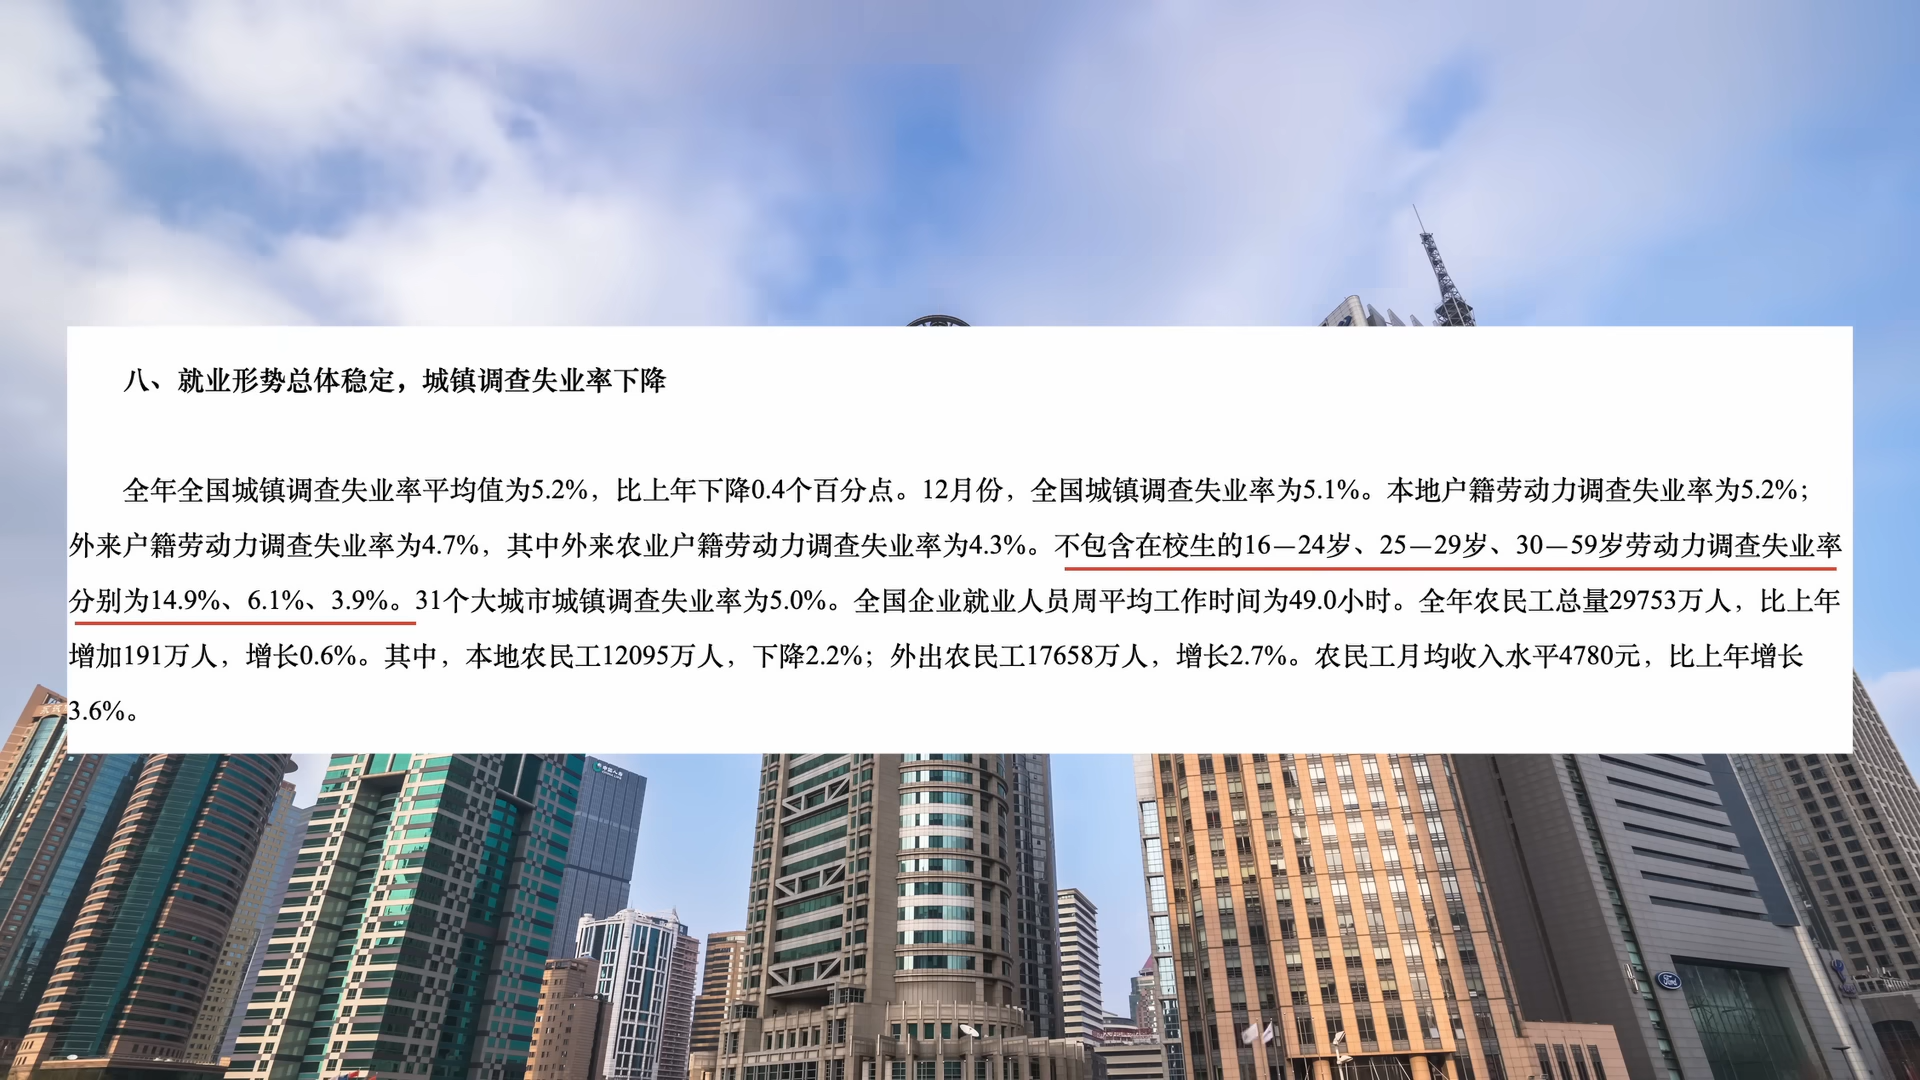 八、就业形势总体稳定，城镇调查失业率下降
全年全国城镇调查失业率平均值为5.2%，比上年下降0.4个百分点。12月份，全国城镇调查失业率为5.1%。本地户籍劳动力调查失业率为5.2%；
外来户籍劳动力调查失业率为4.7%，其中外来农业户籍劳动力调查失业率为4.3%。不包含在校生的16—24岁、25—29岁、30—59岁劳动力调查失业率
分别为14.9%、6.1%、3.9%。31个大城市城镇调查失业率为5.0%。全国企业就业人员周平均工作时间为49.0小时。全年农民工总量29753万人，比上年
增加191万人，增长0.6%。其中，本地农民工12095万人，下降2.2%；外出农民工17658万人，增长2.7%。农民工月均收入水平4780元，比上年增长
3.6%。
Ford